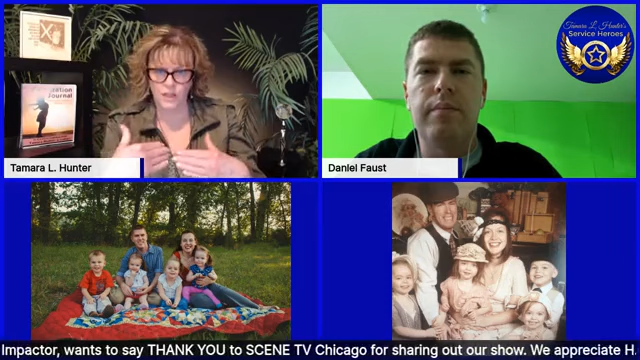 Tamara L. Hunter's
Service Heroes
Journal
Tamara L. Hunter
Daniel Faust
Impactor, wants to say THANK YOU to SCENE TV Chicago for sharing out our show. We appreciate H